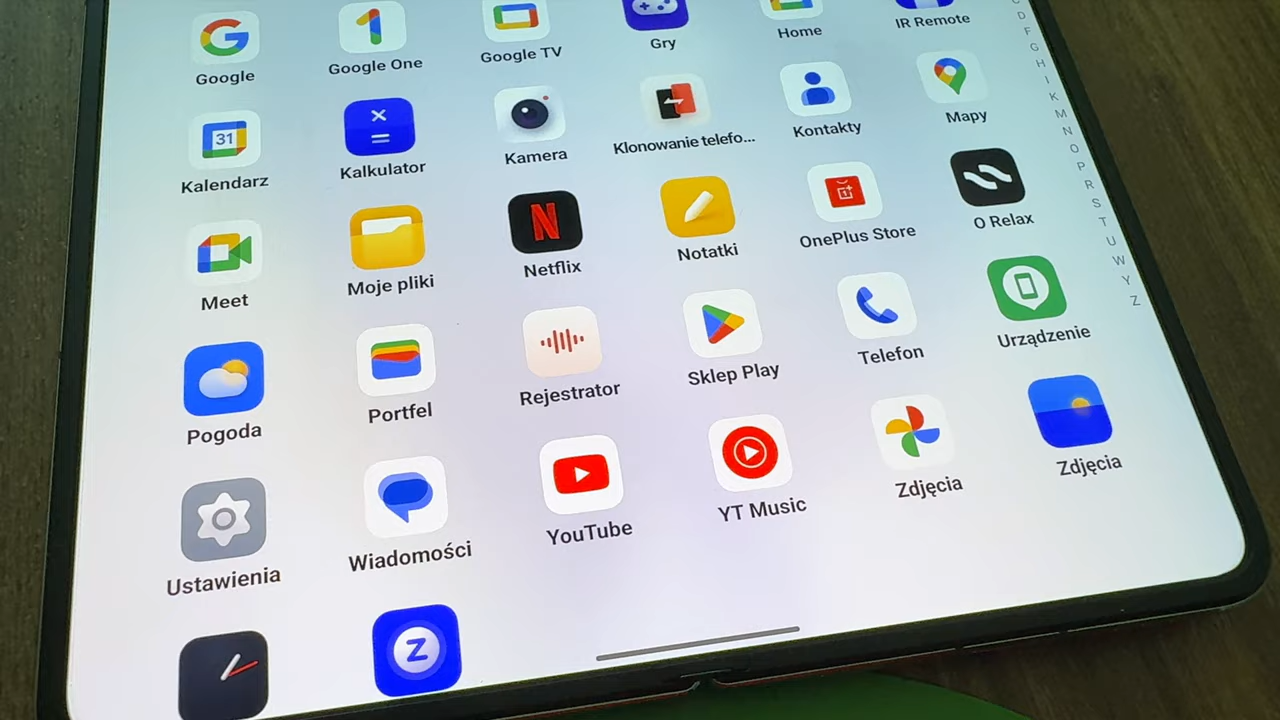 Google
Google One
Google TV
Gry
Home
IR Remote
31
Kalendarz
Kalkulator
Kamera
Klonowanie telefo...
Kontakty
Mapy
Meet
Moje pliki
N
Netflix
Notatki
OnePlus Store
O Relax
Pogoda
Portfel
Rejestrator
Sklep Play
Telefon
Urządzenie
Ustawienia
Wiadomości
YouTube
YT Music
Zdjęcia
Zdjęcia
Z
D
F
G
H
I
K
M
N
O
P
R
S
T
U
W
Y
Z